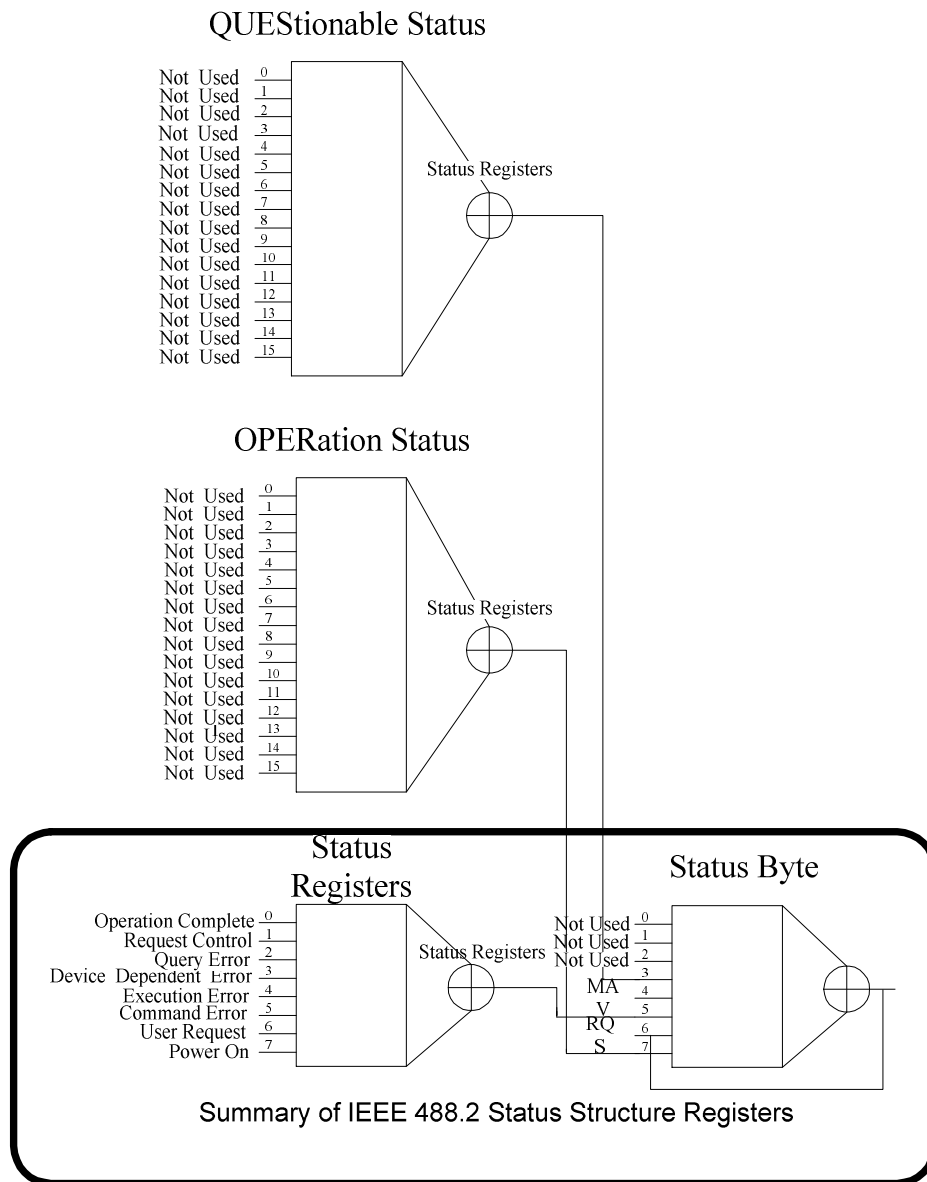 QUEStionable Status
Not Used 0
Not Used 1
Not Used 2
Not Used 3
Not Used 4
Not Used 5
Not Used 6
Not Used 7
Not Used 8
Not Used 9
Not Used 10
Not Used 11
Not Used 12
Not Used 13
Not Used 14
Not Used 15
Status Registers
OPERation Status
Not Used 0
Not Used 1
Not Used 2
Not Used 3
Not Used 4
Not Used 5
Not Used 6
Not Used 7
Not Used 8
Not Used 9
Not Used 10
Not Used 11
Not Used 12
Not Used 13
Not Used 14
Not Used 15
Status Registers
Status
Registers
Operation Complete 0
Request Control 1
Query Error 2
Device Dependent Error 3
Execution Error 4
Command Error 5
User Request 6
Power On 7
Status Registers
Status Byte
Not Used 0
Not Used 1
Not Used 2
3
MA
4
V
5
RQ
6
S
7
Summary of IEEE 488.2 Status Structure Registers